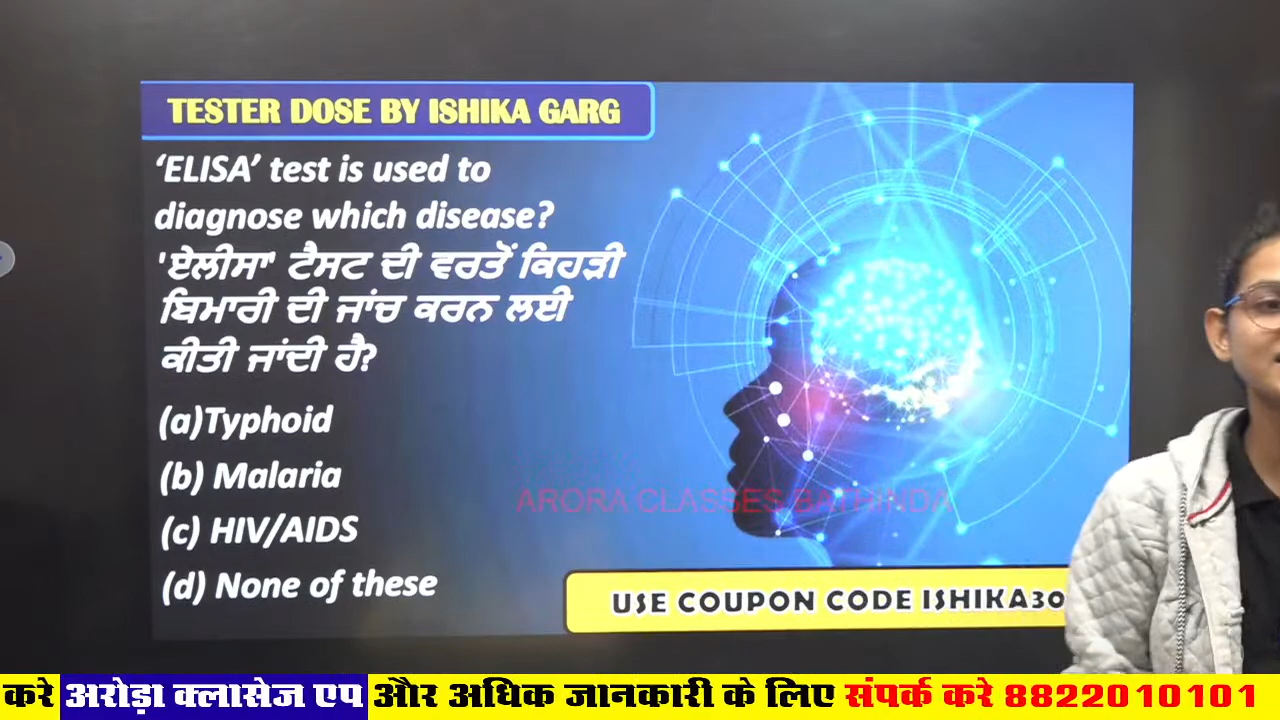 TESTER DOSE BY ISHIKA GARG
‘ELISA’ test is used to
diagnose which disease?
'ਏਲੀਸਾ' ਟੈਸਟ ਦੀ ਵਰਤੋਂ ਕਿਹੜੀ
ਬਿਮਾਰੀ ਦੀ ਜਾਂਚ ਕਰਨ ਲਈ
ਕੀਤੀ ਜਾਂਦੀ ਹੈ?
(a)Typhoid
(b) Malaria
(c) HIV/AIDS
(d) None of these
ARORA CLASSES BATHINDA
USE COUPON CODE ISHIKA30
करे अरोड़ा क्लासेज एप और अधिक जानकारी के लिए संपर्क करे 8822010101